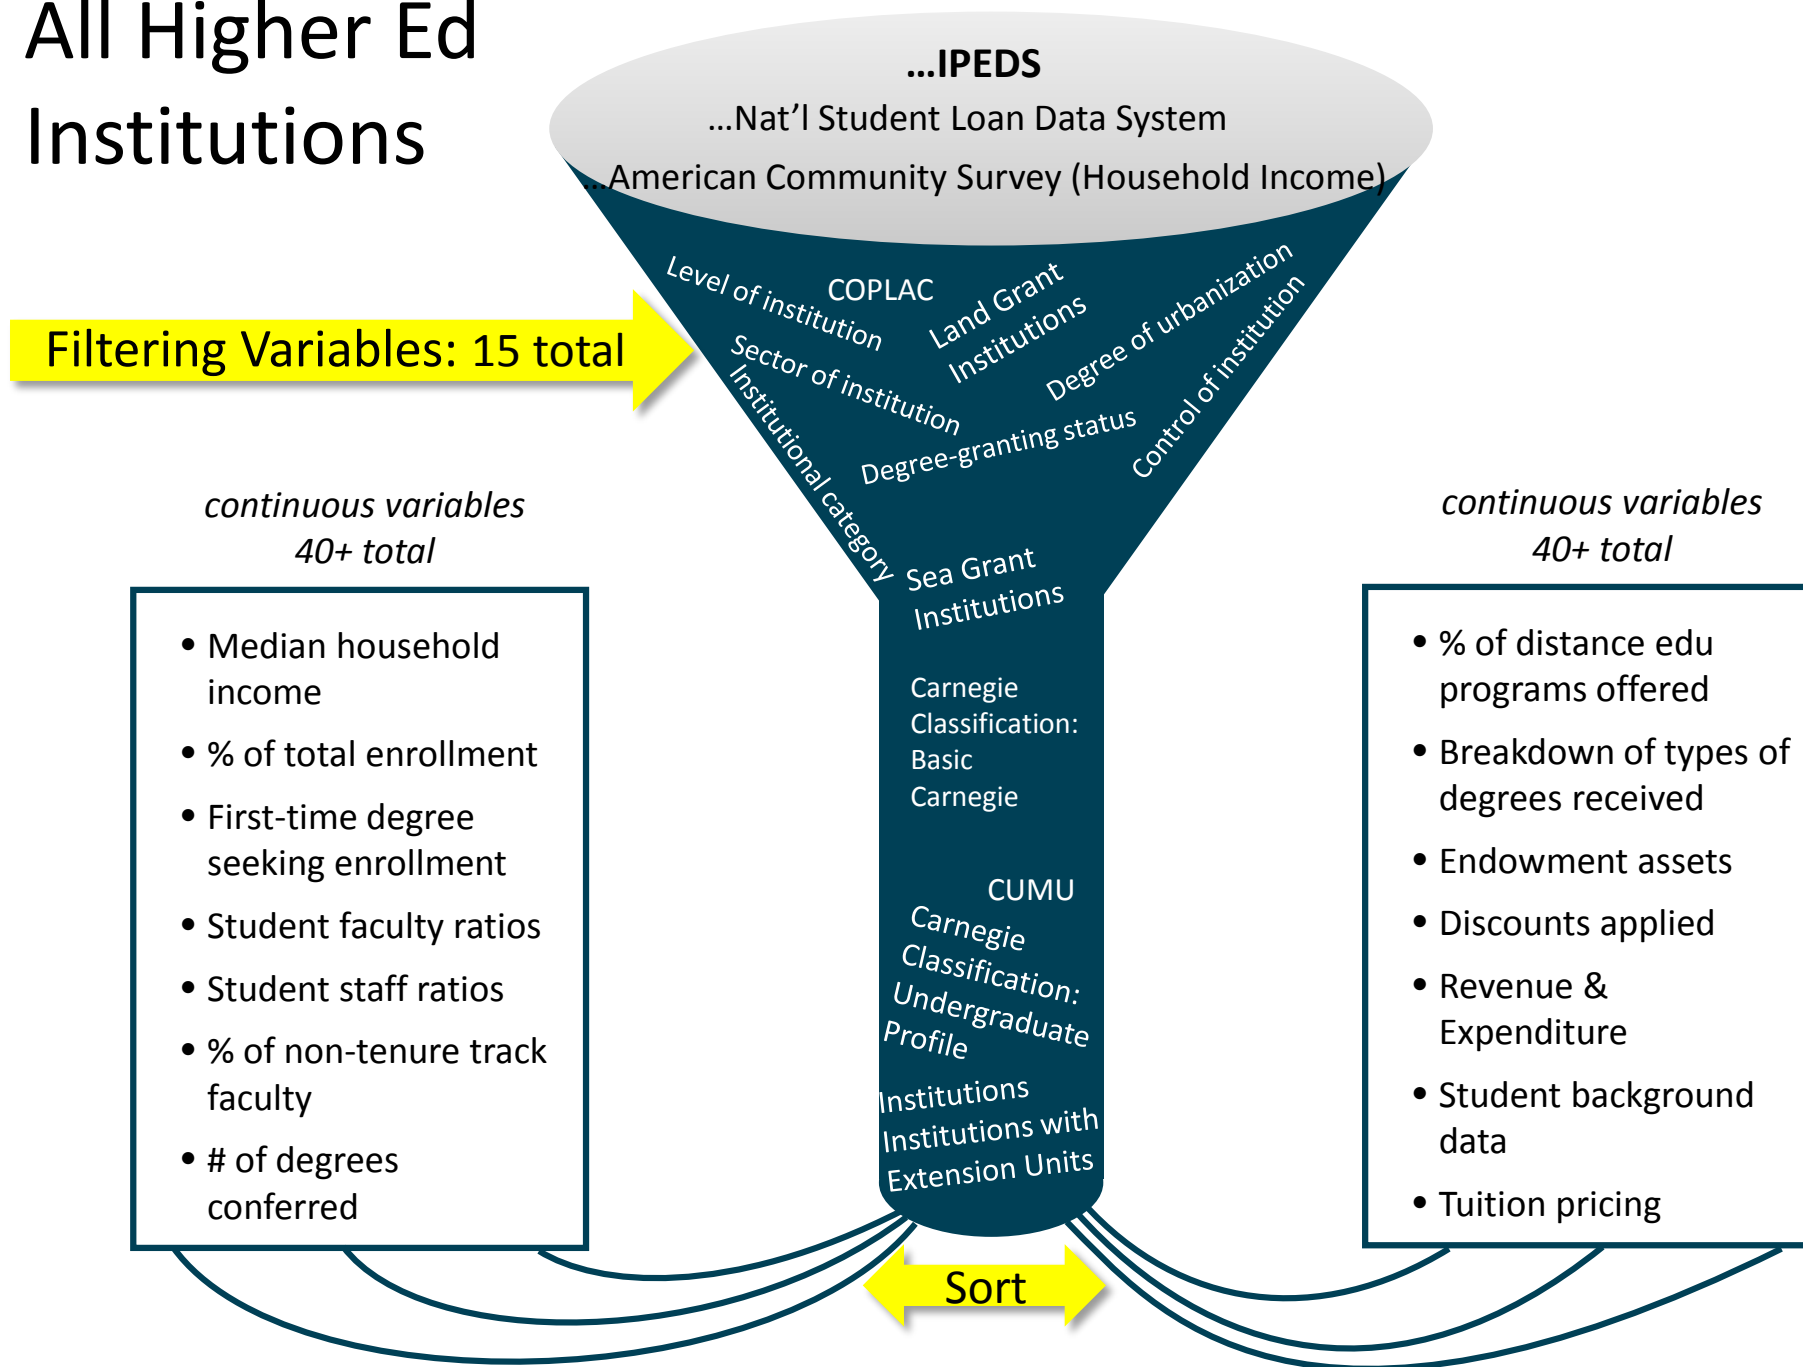 All Higher Ed
Institutions
…IPEDS
…Nat’l Student Loan Data System
…American Community Survey (Household Income)
Filtering Variables: 15 total
Level of institution
COPLAC
Land Grant
Institutions
Degree of urbanization
Control of institution
Sector of institution
Institutional category
Degree-granting status
Sea Grant
Institutions
Carnegie
Classification:
Basic
Carnegie
CUMU
Carnegie
Classification:
Undergraduate
Profile
Institutions
Institutions with
Extension Units
continuous variables
40+ total
• Median household
income
• % of total enrollment
• First-time degree
seeking enrollment
• Student faculty ratios
• Student staff ratios
• % of non-tenure track
faculty
• # of degrees
conferred
continuous variables
40+ total
• % of distance edu
programs offered
• Breakdown of types of
degrees received
• Endowment assets
• Discounts applied
• Revenue &
Expenditure
• Student background
data
• Tuition pricing
Sort